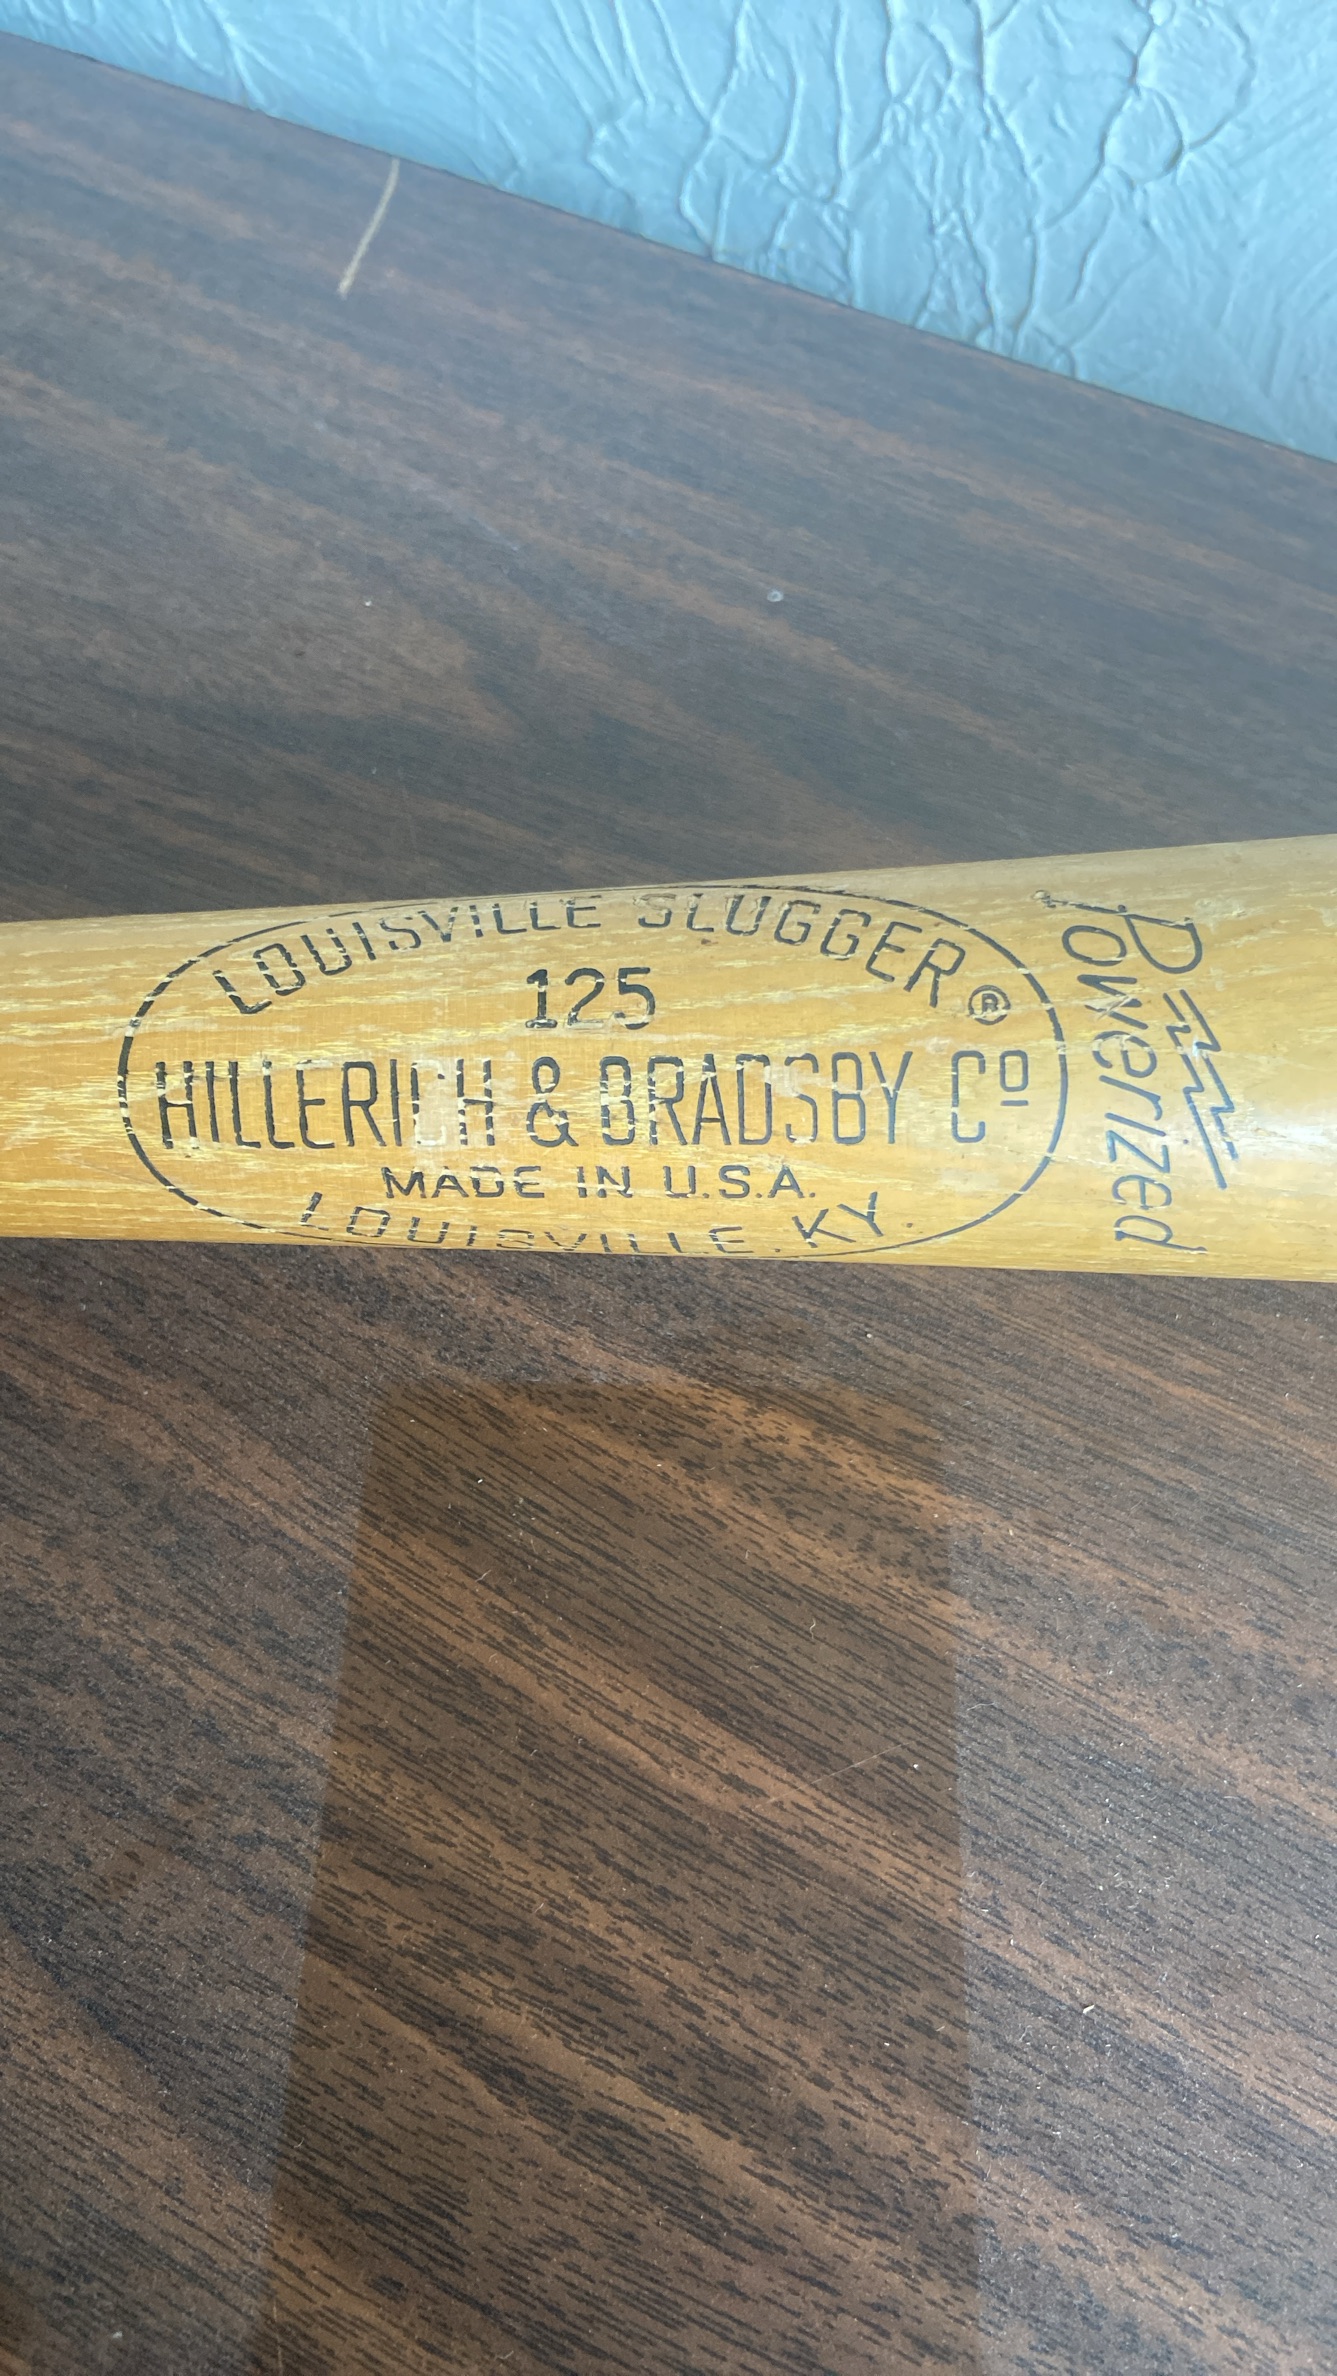 LOUISVILLE SLUGGER®
125
HILLERICH & BRADSBY Cº
MADE IN U.S.A.
LOUISVILLE, KY.
Powerized